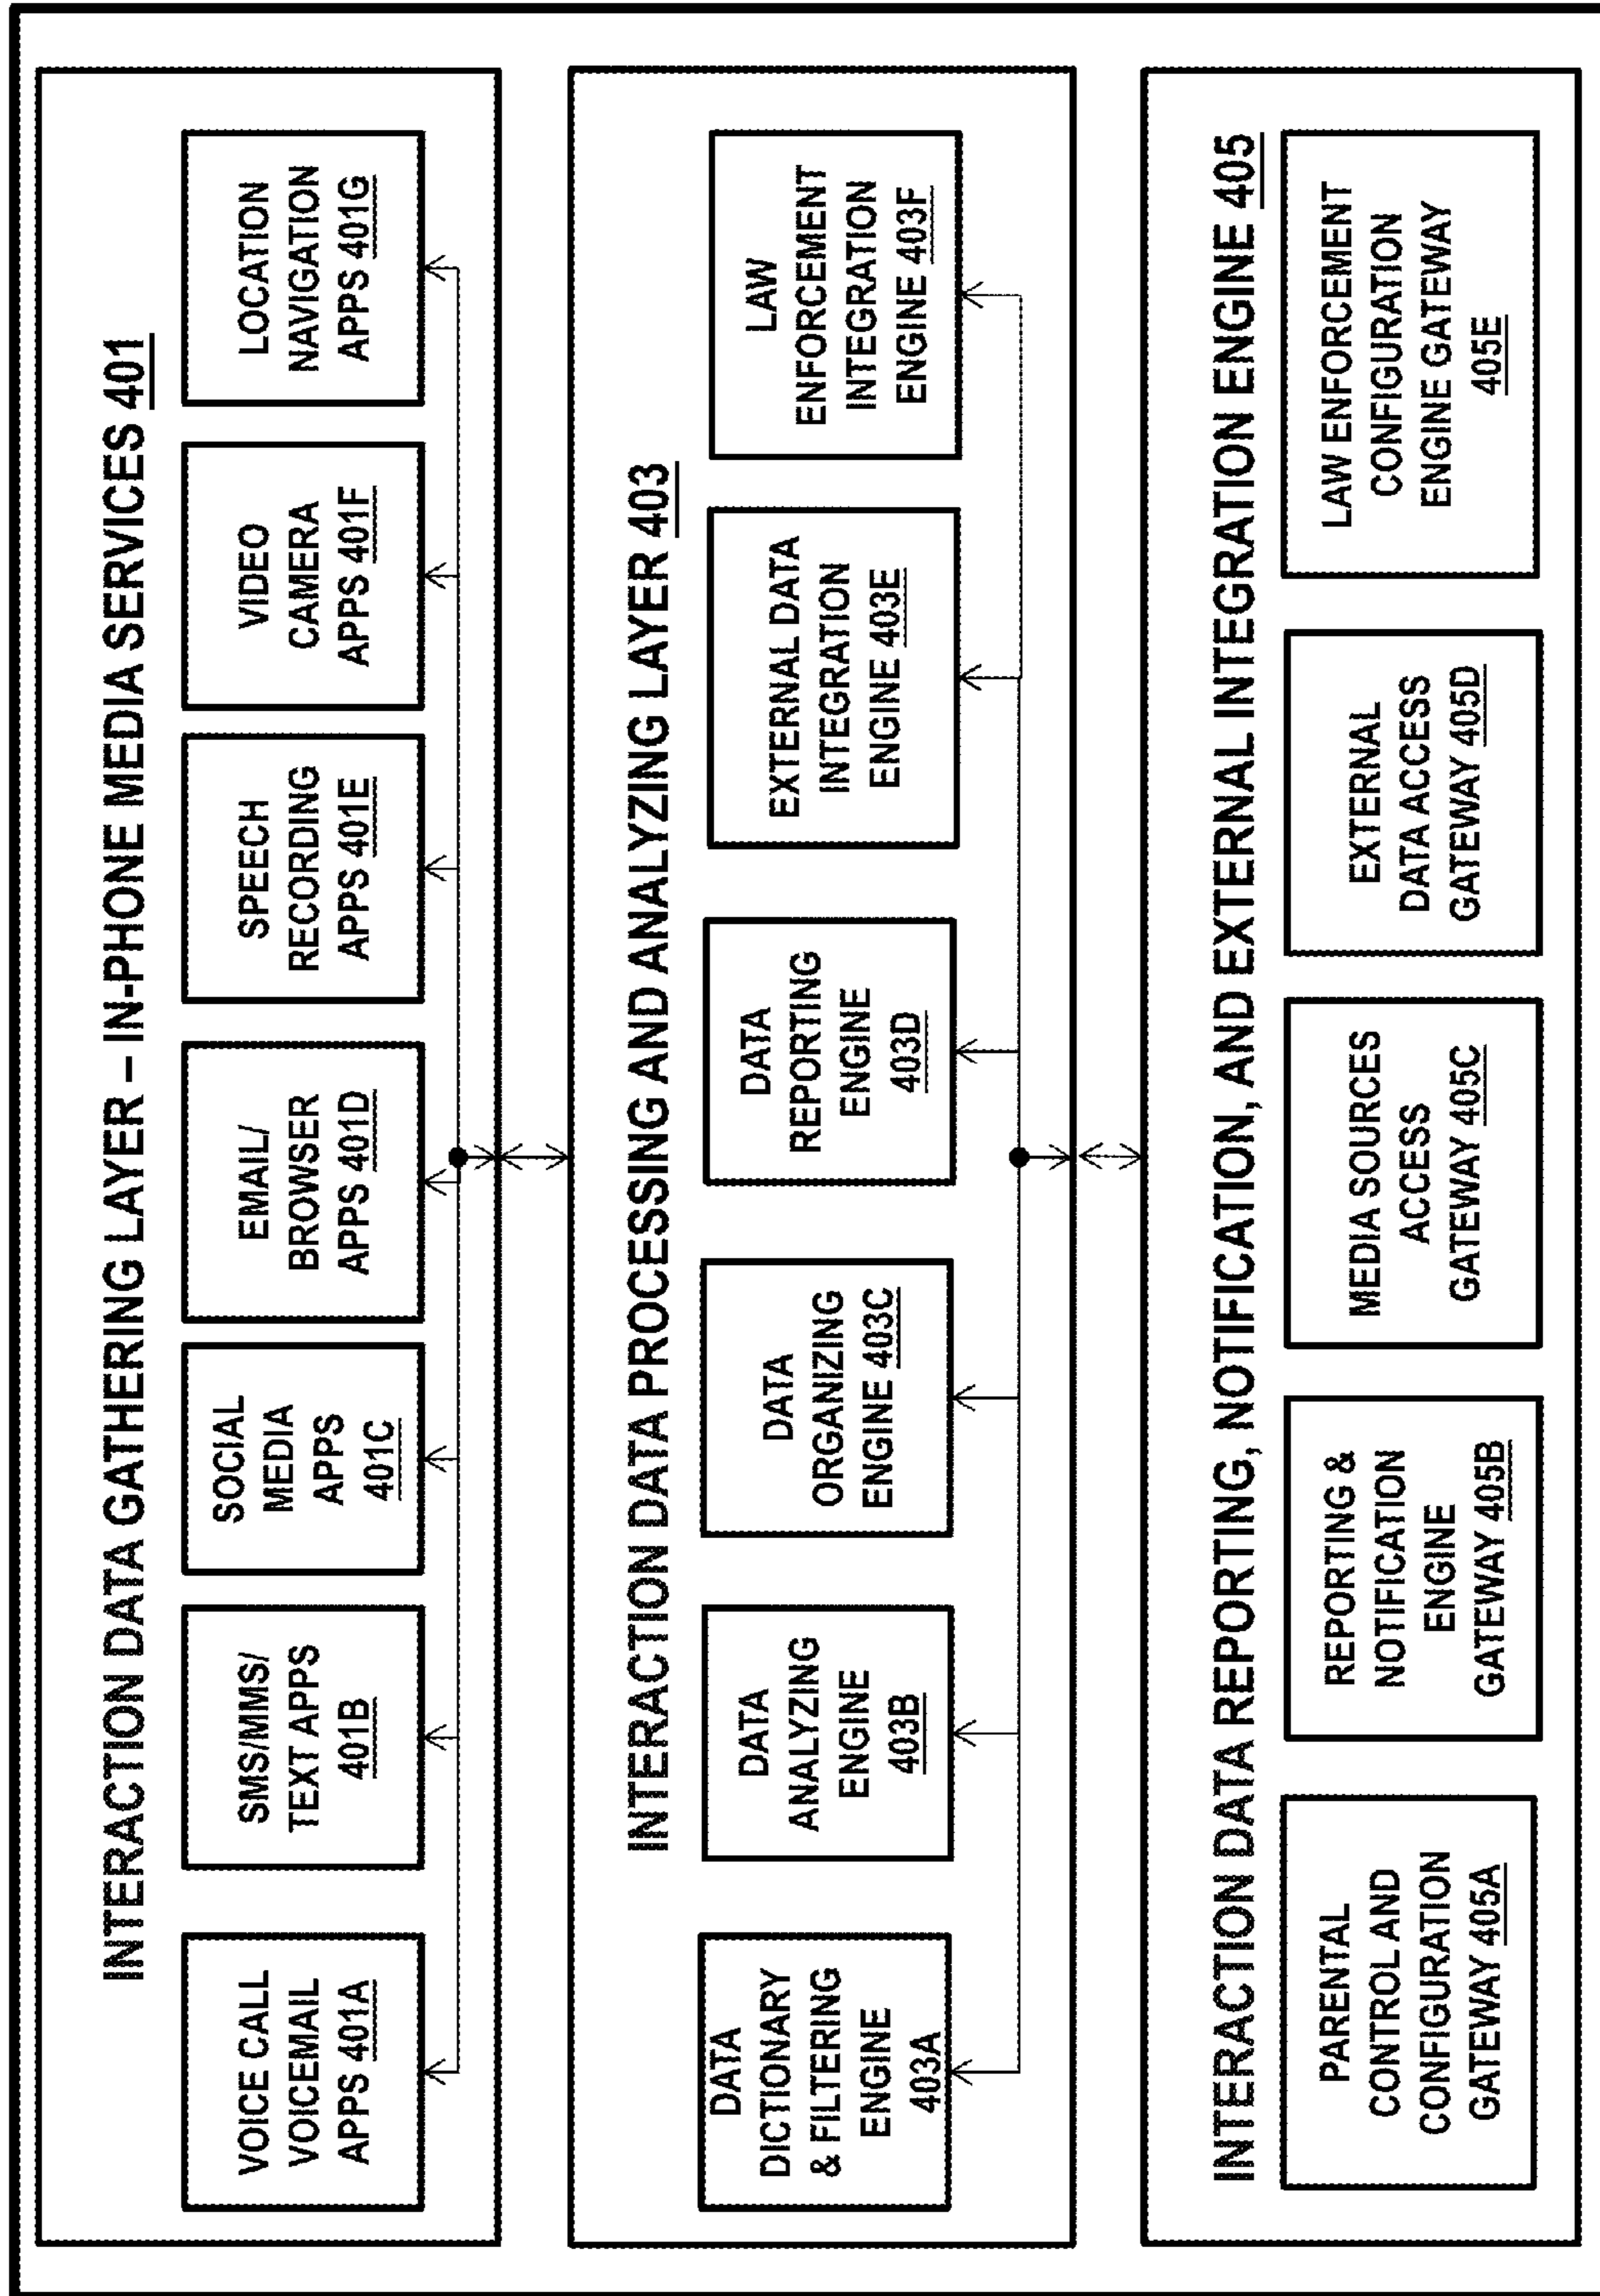 INTERACTION DATA GATHERING LAYER – IN-PHONE MEDIA SERVICES 401
VOICE CALL
VOICEMAIL
APPS 401A
SMS/MMS/
TEXT APPS
401B
SOCIAL
MEDIA
APPS
401C
EMAIL/
BROWSER
APPS 401D
SPEECH
RECORDING
APPS 401E
VIDEO
CAMERA
APPS 401F
LOCATION
NAVIGATION
APPS 401G
INTERACTION DATA PROCESSING AND ANALYZING LAYER 403
DATA
DICTIONARY
& FILTERING
ENGINE
403A
DATA
ANALYZING
ENGINE
403B
DATA
ORGANIZING
ENGINE 403C
DATA
REPORTING
ENGINE
403D
EXTERNAL DATA
INTEGRATION
ENGINE 403E
LAW
ENFORCEMENT
INTEGRATION
ENGINE 403F
INTERACTION DATA REPORTING, NOTIFICATION, AND EXTERNAL INTEGRATION ENGINE 405
PARENTAL
CONTROL AND
CONFIGURATION
GATEWAY 405A
REPORTING &
NOTIFICATION
ENGINE
GATEWAY 405B
MEDIA SOURCES
ACCESS
GATEWAY 405C
EXTERNAL
DATA ACCESS
GATEWAY 405D
LAW ENFORCEMENT
CONFIGURATION
ENGINE GATEWAY
405E